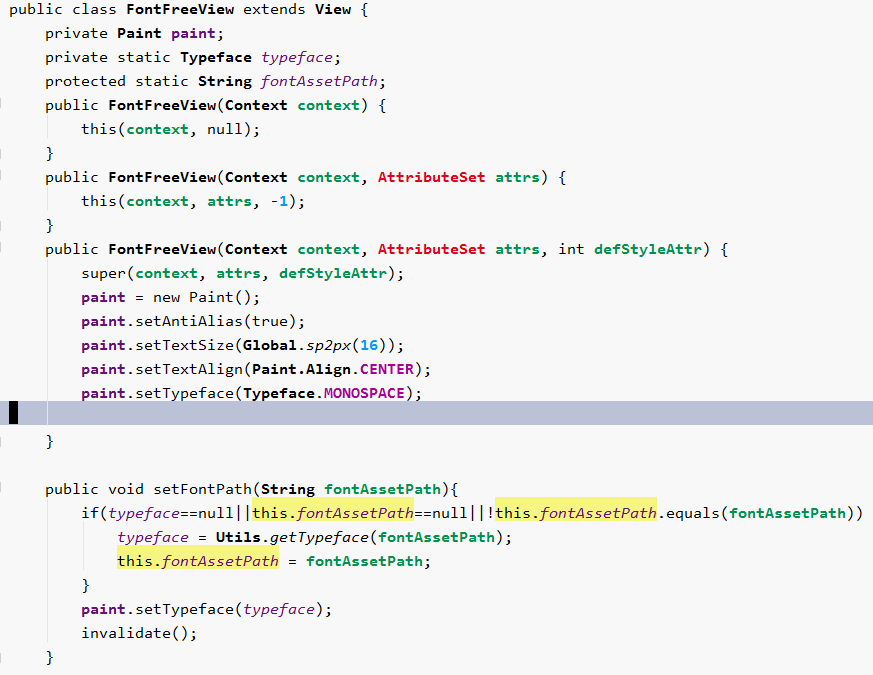 public class FontFreeView extends View {
    private Paint paint;
    private static Typeface typeface;
    protected static String fontAssetPath;
    public FontFreeView(Context context) {
        this(context, null);
    }
    public FontFreeView(Context context, AttributeSet attrs) {
        this(context, attrs, -1);
    }
    public FontFreeView(Context context, AttributeSet attrs, int defStyleAttr) {
        super(context, attrs, defStyleAttr);
        paint = new Paint();
        paint.setAntiAlias(true);
        paint.setTextSize(Global.sp2px(16));
        paint.setTextAlign(Paint.Align.CENTER);
        paint.setTypeface(Typeface.MONOSPACE);
    }
    public void setFontPath(String fontAssetPath){
        if(typeface==null||this.fontAssetPath==null||!this.fontAssetPath.equals(fontAssetPath))
            typeface = Utils.getTypeface(fontAssetPath);
            this.fontAssetPath = fontAssetPath;
        }
        paint.setTypeface(typeface);
        invalidate();
    }